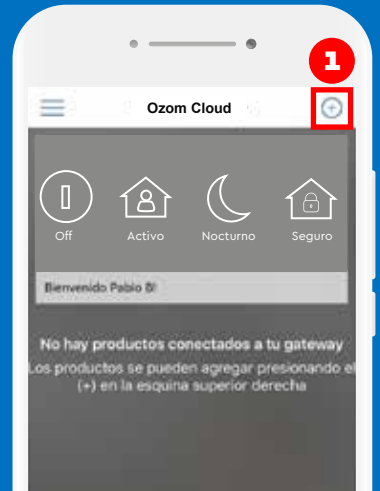 1
Ozom Cloud
Off Activo Nocturno Seguro
Bienvenido Pablo B!
No hay productos conectados a tu gateway
Los productos se pueden agregar presionando el
(+) en la esquina superior derecha